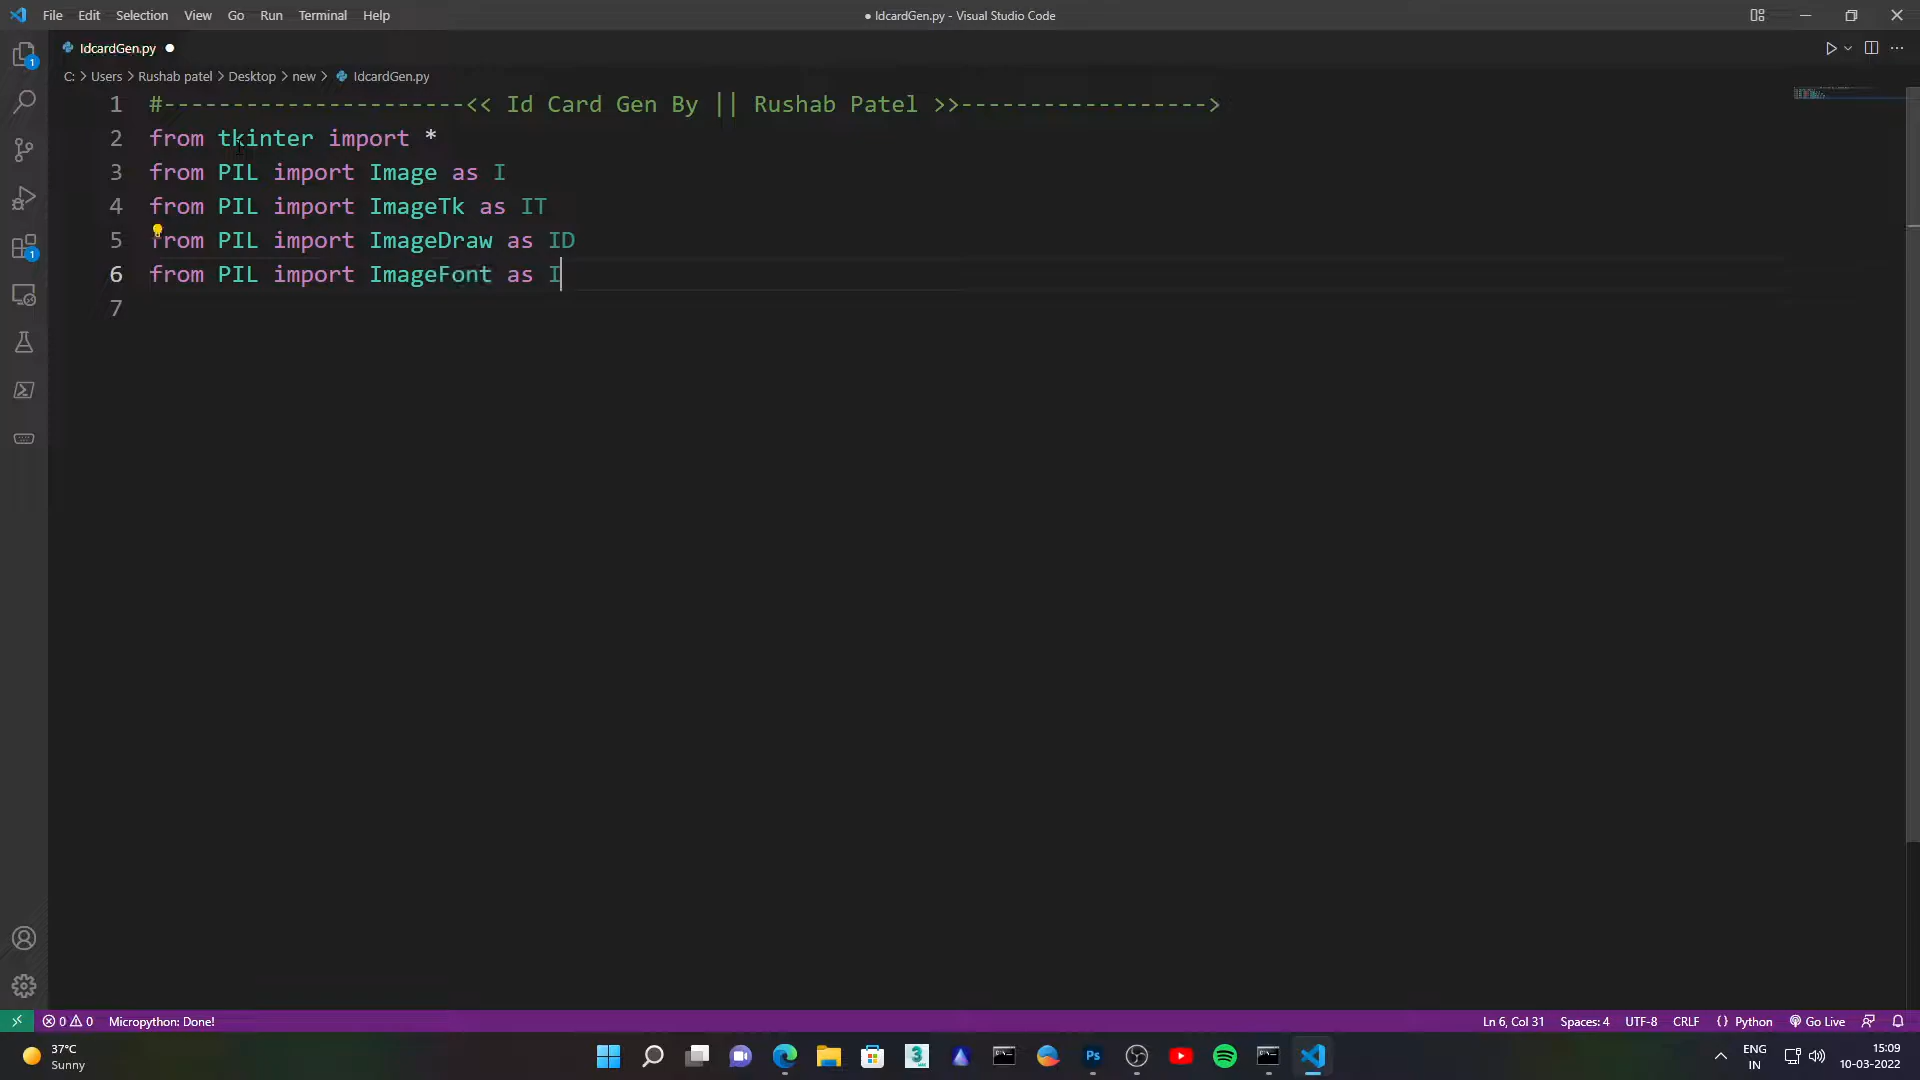 File Edit Selection View Go Run Terminal Help
● IdcardGen.py - Visual Studio Code
IdcardGen.py ●
C: > Users > Rushab patel > Desktop > new > IdcardGen.py
1 #----------------------<< Id Card Gen By || Rushab Patel >>------------------>
2 from tkinter import *
3 from PIL import Image as I
4 from PIL import ImageTk as IT
5 from PIL import ImageDraw as ID
6 from PIL import ImageFont as I
7
1
1
0 0 Micropython: Done!
Ln 6, Col 31 Spaces: 4 UTF-8 CRLF Python Go Live
37°C
Sunny
3
Ps
ENG
IN
15:09
10-03-2022